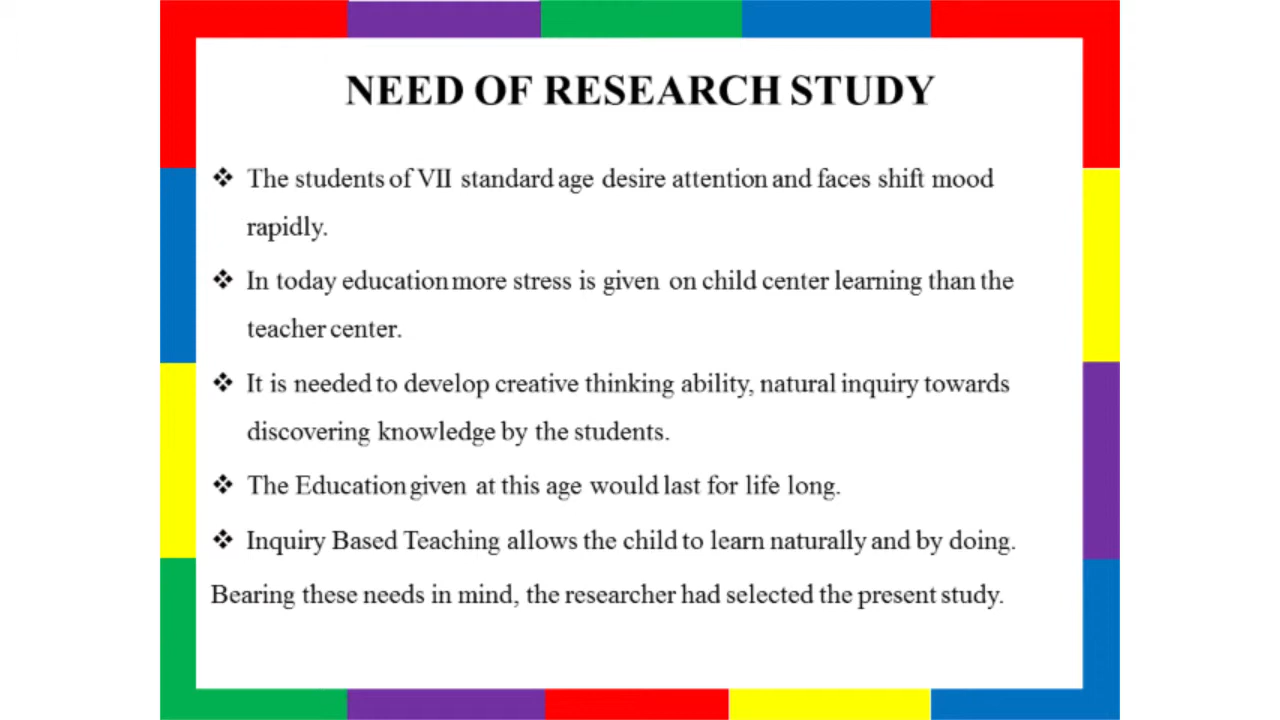 NEED OF RESEARCH STUDY
❖ The students of VII standard age desire attention and faces shift mood
rapidly.
❖ In today education more stress is given on child center learning than the
teacher center.
❖ It is needed to develop creative thinking ability, natural inquiry towards
discovering knowledge by the students.
❖ The Education given at this age would last for life long.
❖ Inquiry Based Teaching allows the child to learn naturally and by doing.
Bearing these needs in mind, the researcher had selected the present study.